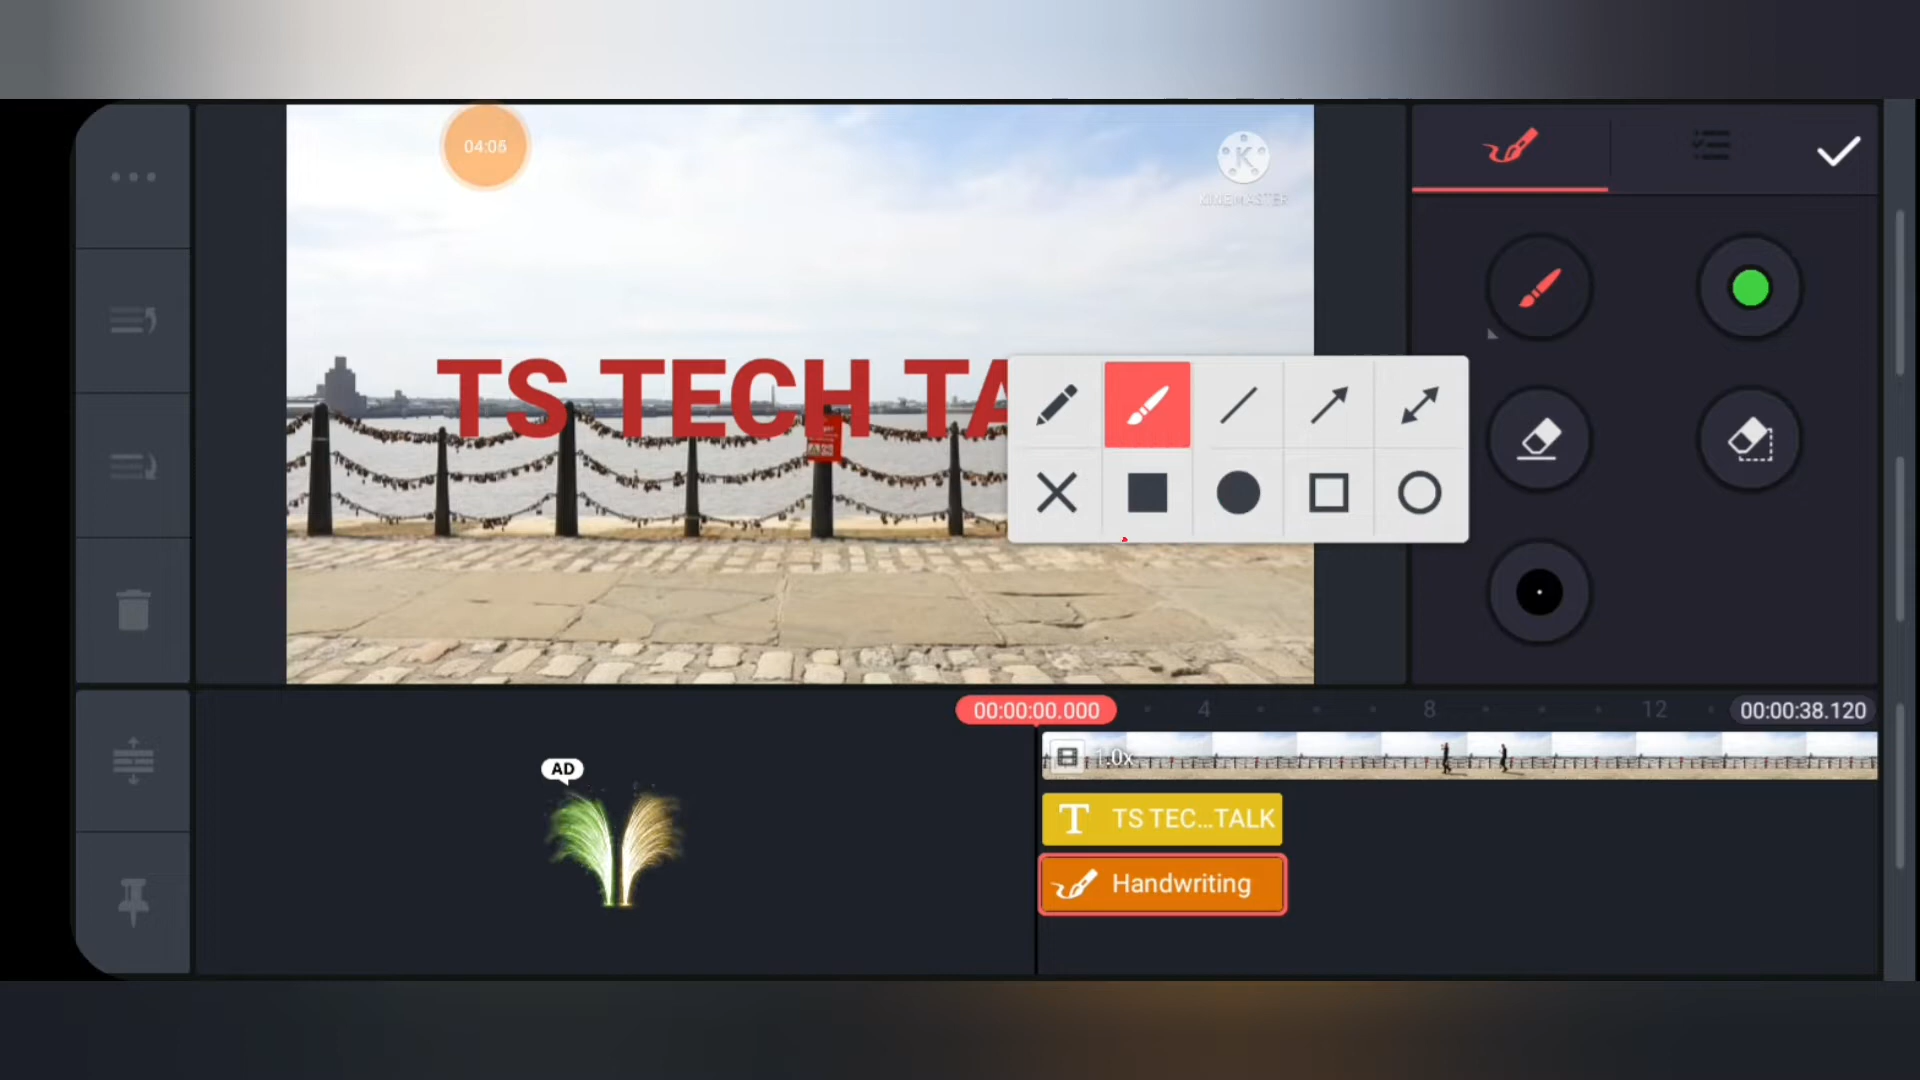 04:05
KINEMASTER
TS TECH TA
00:00:00.000
4
8
12
00:00:38.120
1.0x
AD
TS TEC...TALK
Handwriting